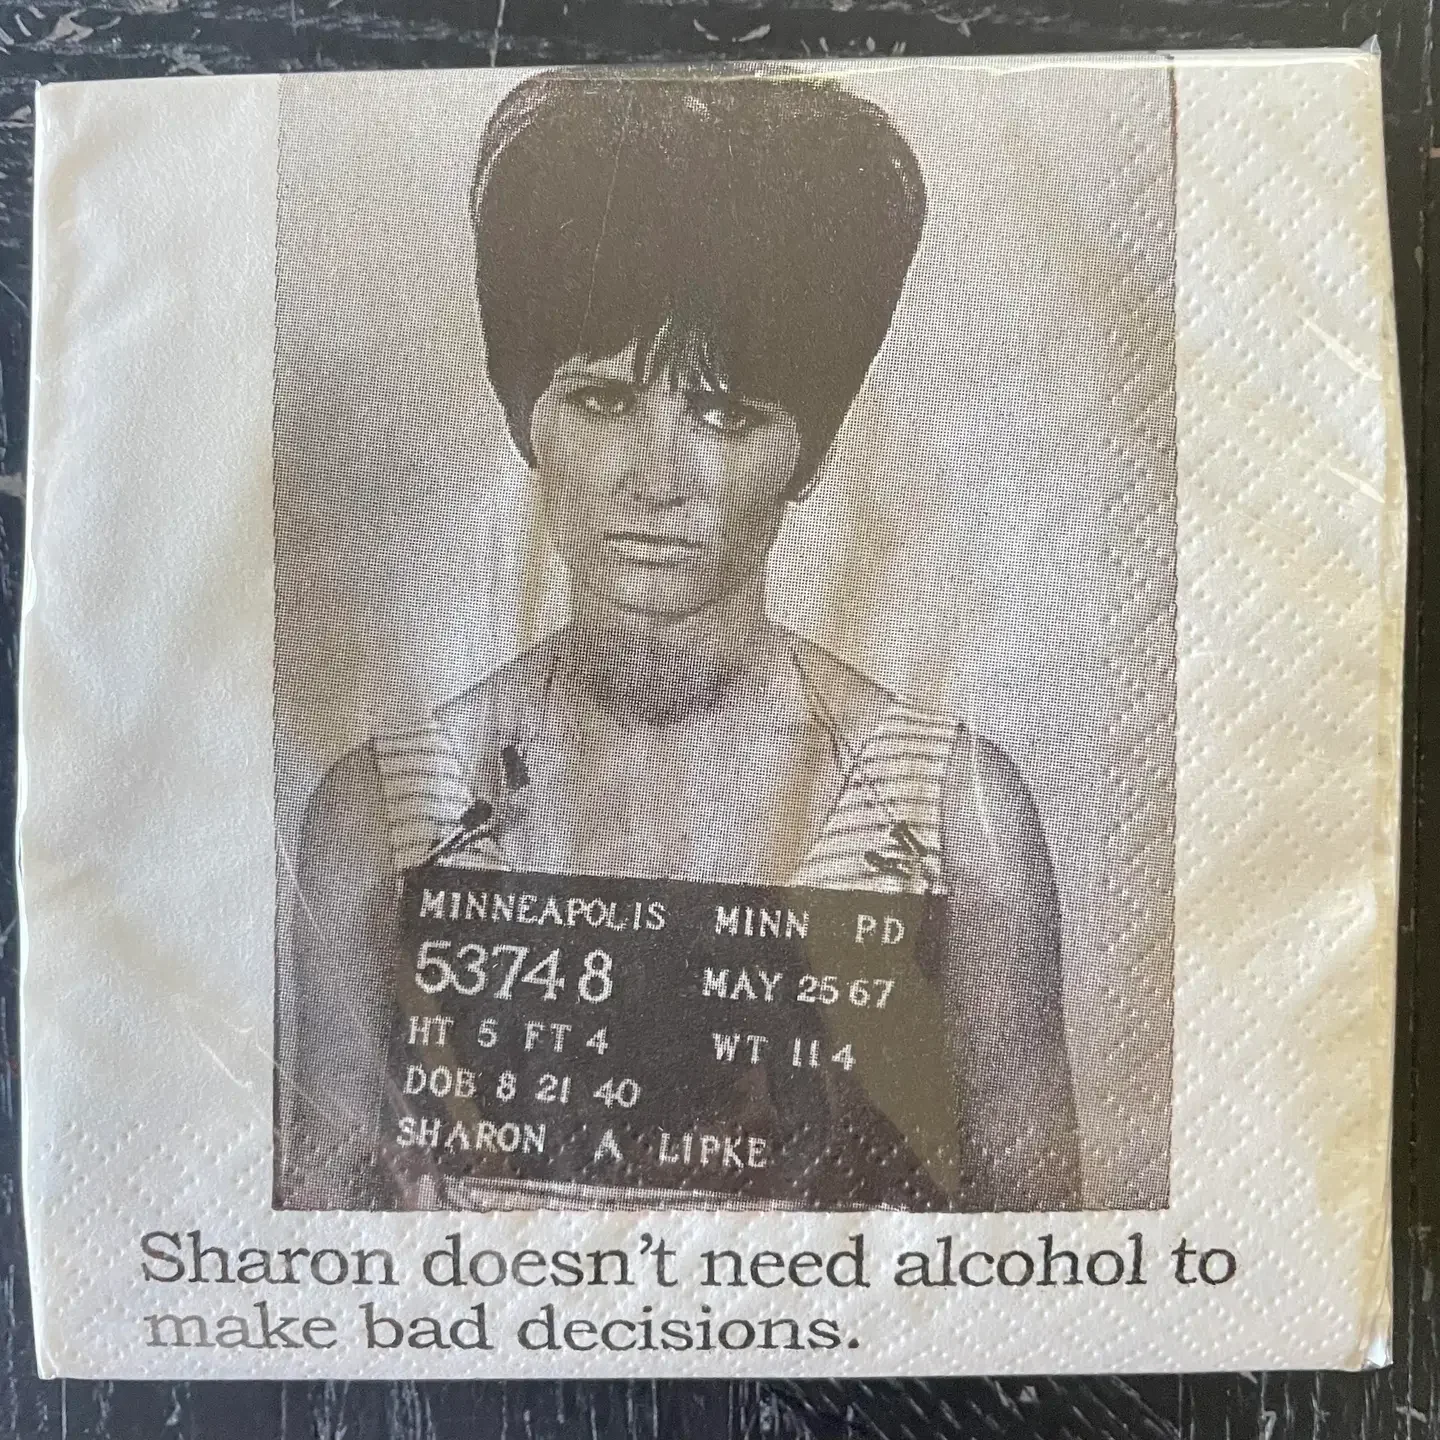 MINNEAPOLIS MINN PD
53748 MAY 25 67
HT 5 FT 4 WT 114
DOB 8 21 40
SHARON A LIPKE
Sharon doesn't need alcohol to
make bad decisions.